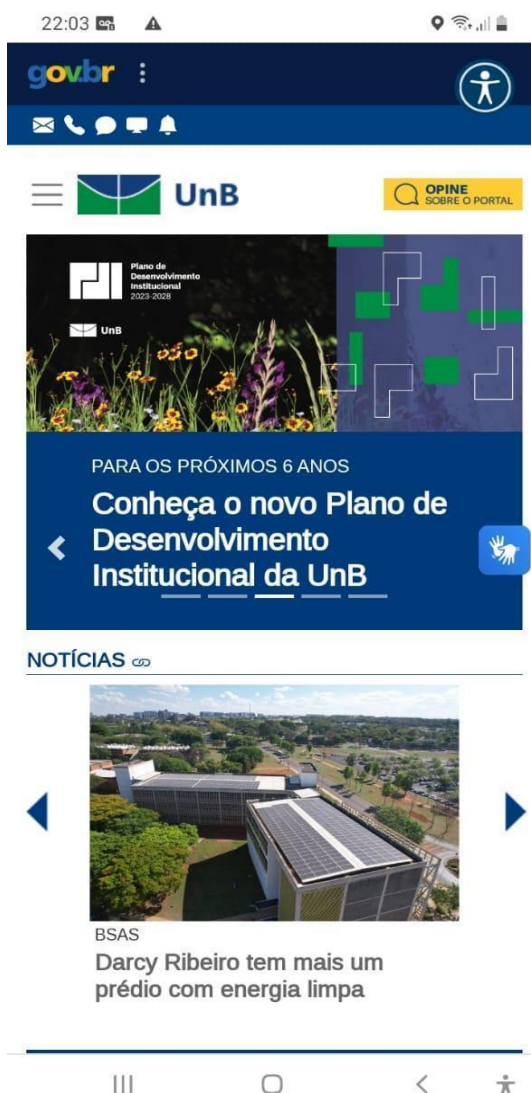 22:03
gov.br
UnB
OPINE
SOBRE O PORTAL
Plano de
Desenvolvimento
Institucional
2023-2028
UnB
PARA OS PRÓXIMOS 6 ANOS
Conheça o novo Plano de
Desenvolvimento
Institucional da UnB
NOTÍCIAS
BSAS
Darcy Ribeiro tem mais um
prédio com energia limpa